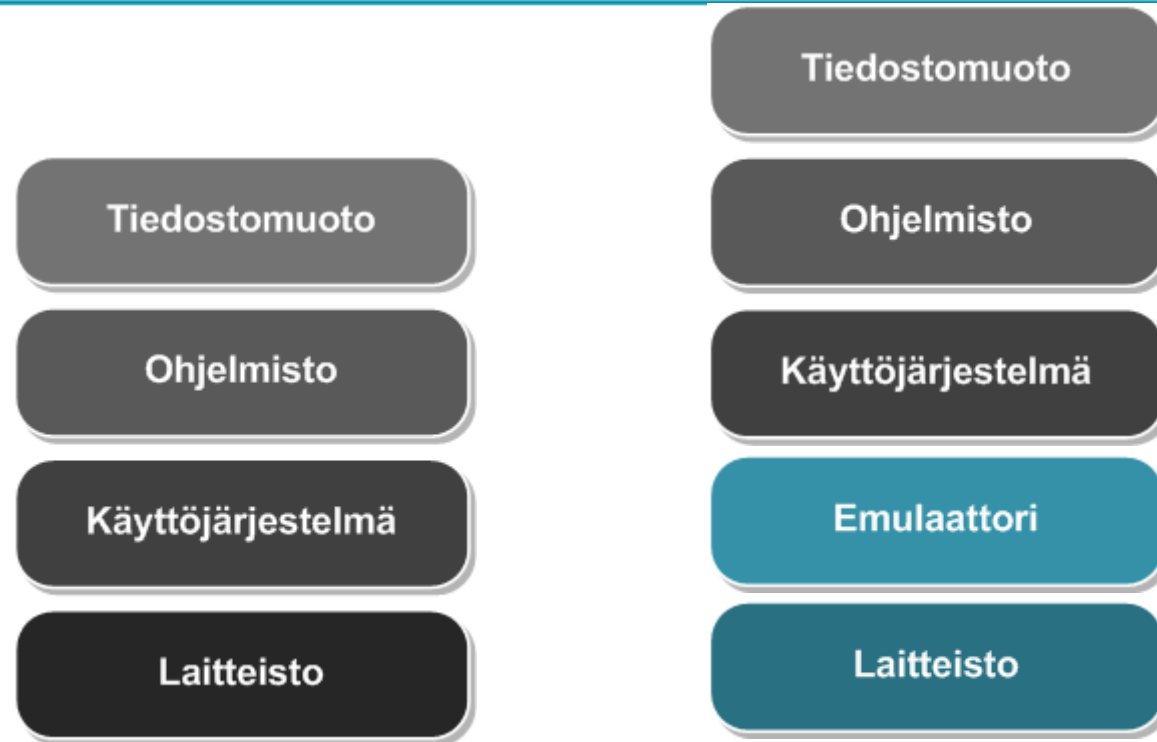 Tiedostomuoto
Ohjelmisto
Käyttöjärjestelmä
Laitteisto
Tiedostomuoto
Ohjelmisto
Käyttöjärjestelmä
Emulaattori
Laitteisto